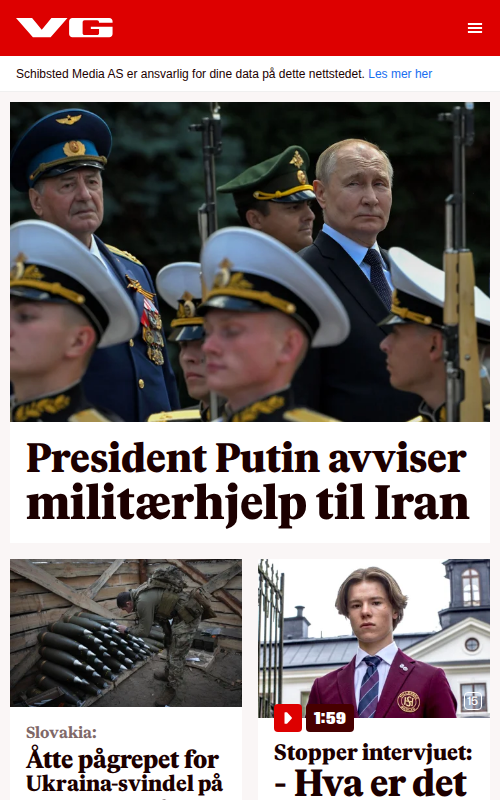 VG
Schibsted Media AS er ansvarlig for dine data på dette nettstedet. Les mer her
President Putin avviser
militærhjelp til Iran
Slovakia:
Åtte pågrepet for
Ukraina-svindel på
15
1:59
Stopper intervjuet:
- Hva er det